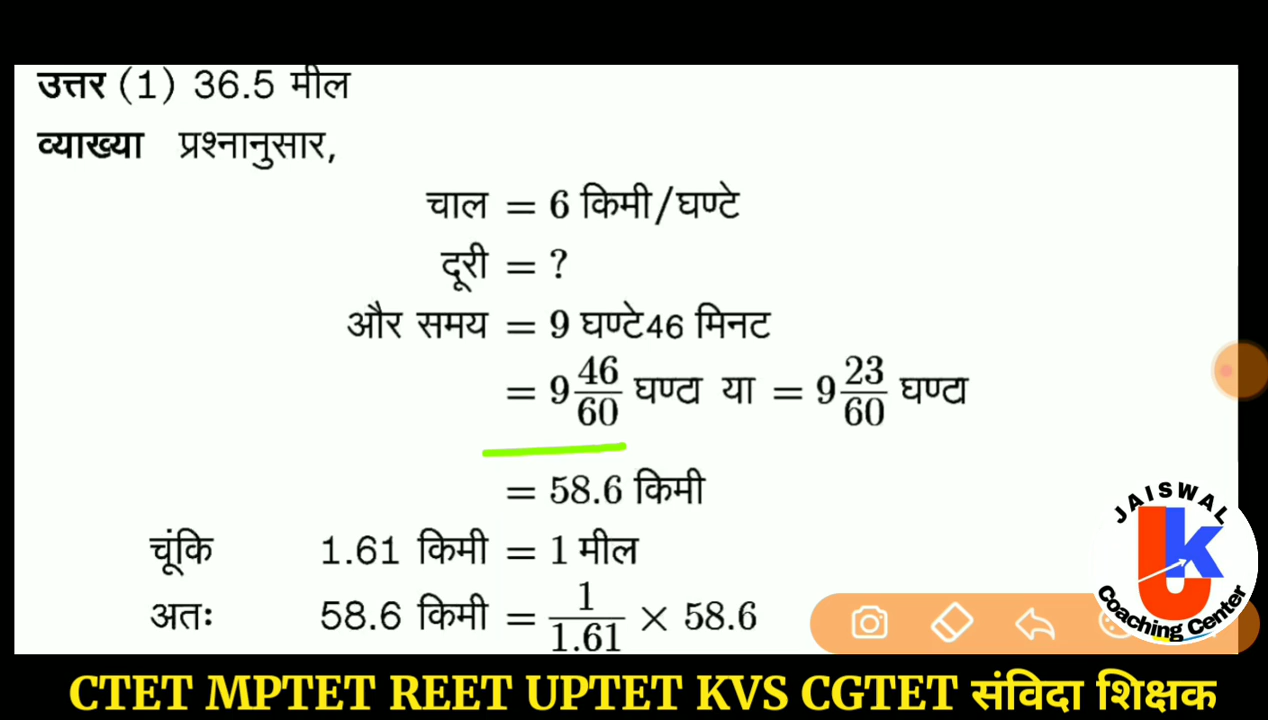 उत्तर (1) 36.5 मील
व्याख्या प्रश्नानुसार,
चाल = 6 किमी/घण्टे
दूरी = ?
और समय = 9 घण्टे46 मिनट
= 9 46/60 घण्टा या = 9 23/60 घण्टा
= 58.6 किमी
चूंकि 1.61 किमी = 1 मील
अतः 58.6 किमी = 1/1.61 × 58.6
JAISWAL
UK
Coaching Center
CTET MPTET REET UPTET KVS CGTET संविदा शिक्षक